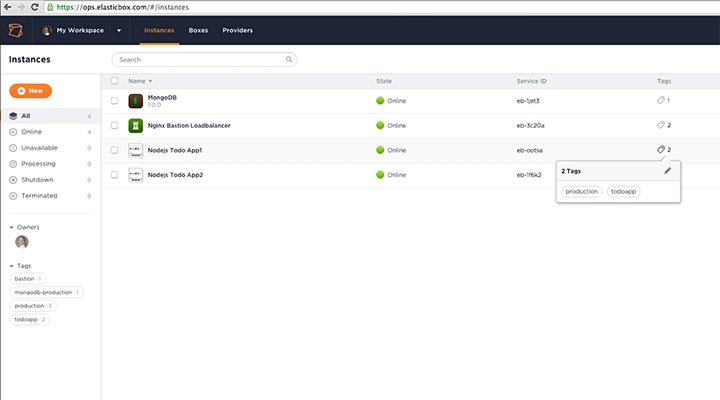 https://ops.elasticbox.com/#/instances
My Workspace
Instances
Boxes
Providers
Instances
Search
New
All 4
Online 4
Unavailable 0
Processing 0
Shutdown 0
Terminated 0
Owners
Tags
bastion · 1
mongodb-production · 1
production · 3
todoapp · 2
Name State Service ID Tags
MongoDB Online eb-1jet3 1
1.0.0
Nginx Bastion Loadbalancer Online eb-3c20a 2
Nodejs Todo App1 Online eb-ootsa 2
Nodejs Todo App2 Online eb-1f6k2
2 Tags
production todoapp